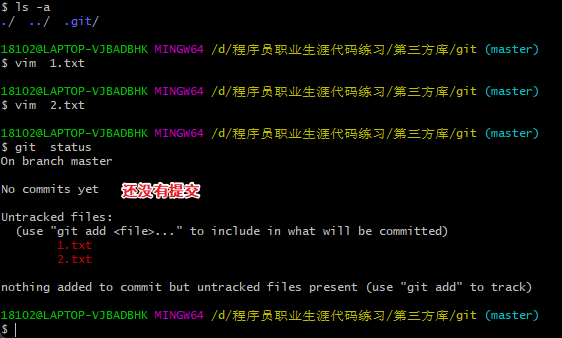 $ ls -a
./  ../  .git/
18102@LAPTOP-VJBADBHK MINGW64 /d/程序员职业生涯代码练习/第三方库/git (master)
$ vim  1.txt
18102@LAPTOP-VJBADBHK MINGW64 /d/程序员职业生涯代码练习/第三方库/git (master)
$ vim  2.txt
18102@LAPTOP-VJBADBHK MINGW64 /d/程序员职业生涯代码练习/第三方库/git (master)
$ git  status
On branch master
No commits yet 还没有提交
Untracked files:
  (use "git add <file>..." to include in what will be committed)
        1.txt
        2.txt
nothing added to commit but untracked files present (use "git add" to track)
18102@LAPTOP-VJBADBHK MINGW64 /d/程序员职业生涯代码练习/第三方库/git (master)
$